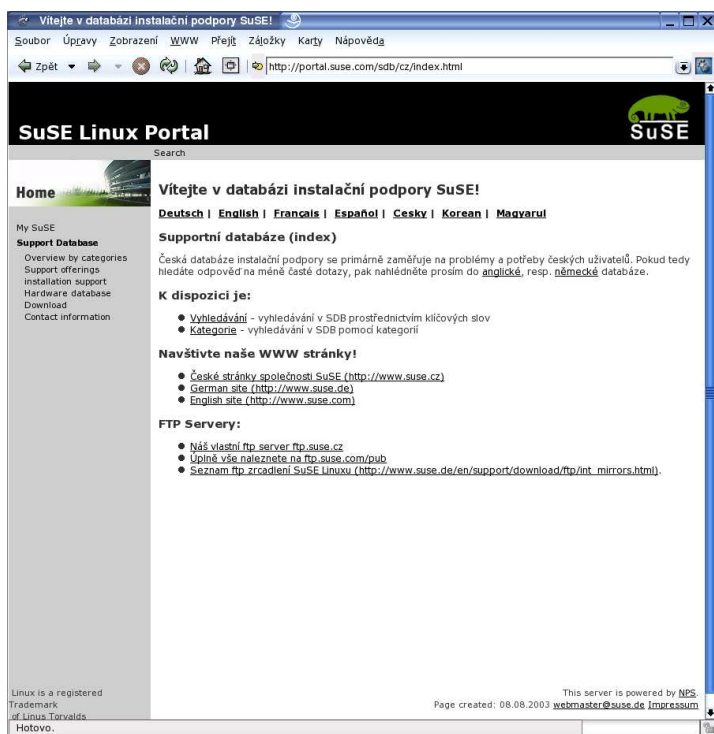 Vítejte v databázi instalační podpory SuSE!
Soubor Úpravy Zobrazení WWW Přejít Záložky Karty Nápověda
Zpět http://portal.suse.com/sdb/cz/index.html
SuSE Linux Portal
SuSE
Search
Home
My SuSE
Support Database
Overview by categories
Support offerings
installation support
Hardware database
Download
Contact information
Vítejte v databázi instalační podpory SuSE!
Deutsch | English | Français | Español | Cesky | Korean | Magyarul
Supportní databáze (index)
Česká databáze instalační podpory se primárně zaměřuje na problémy a potřeby českých uživatelů. Pokud tedy
hledáte odpověď na méně časté dotazy, pak nahlédněte prosím do anglické, resp. německé databáze.
K dispozici je:
Vyhledávání - vyhledávání v SDB prostřednictvím klíčových slov
Kategorie - vyhledávání v SDB pomocí kategorií
Navštivte naše WWW stránky!
České stránky společnosti SuSE (http://www.suse.cz)
German site (http://www.suse.de)
English site (http://www.suse.com)
FTP Servery:
Náš vlastní ftp server ftp.suse.cz
Úplně vše naleznete na ftp.suse.com/pub
Seznam ftp zrcadlení SuSE Linuxu (http://www.suse.de/en/support/download/ftp/int_mirrors.html).
Linux is a registered
Trademark
of Linus Torvalds
This server is powered by NPS.
Page created: 08.08.2003 webmaster@suse.de Impressum
Hotovo.